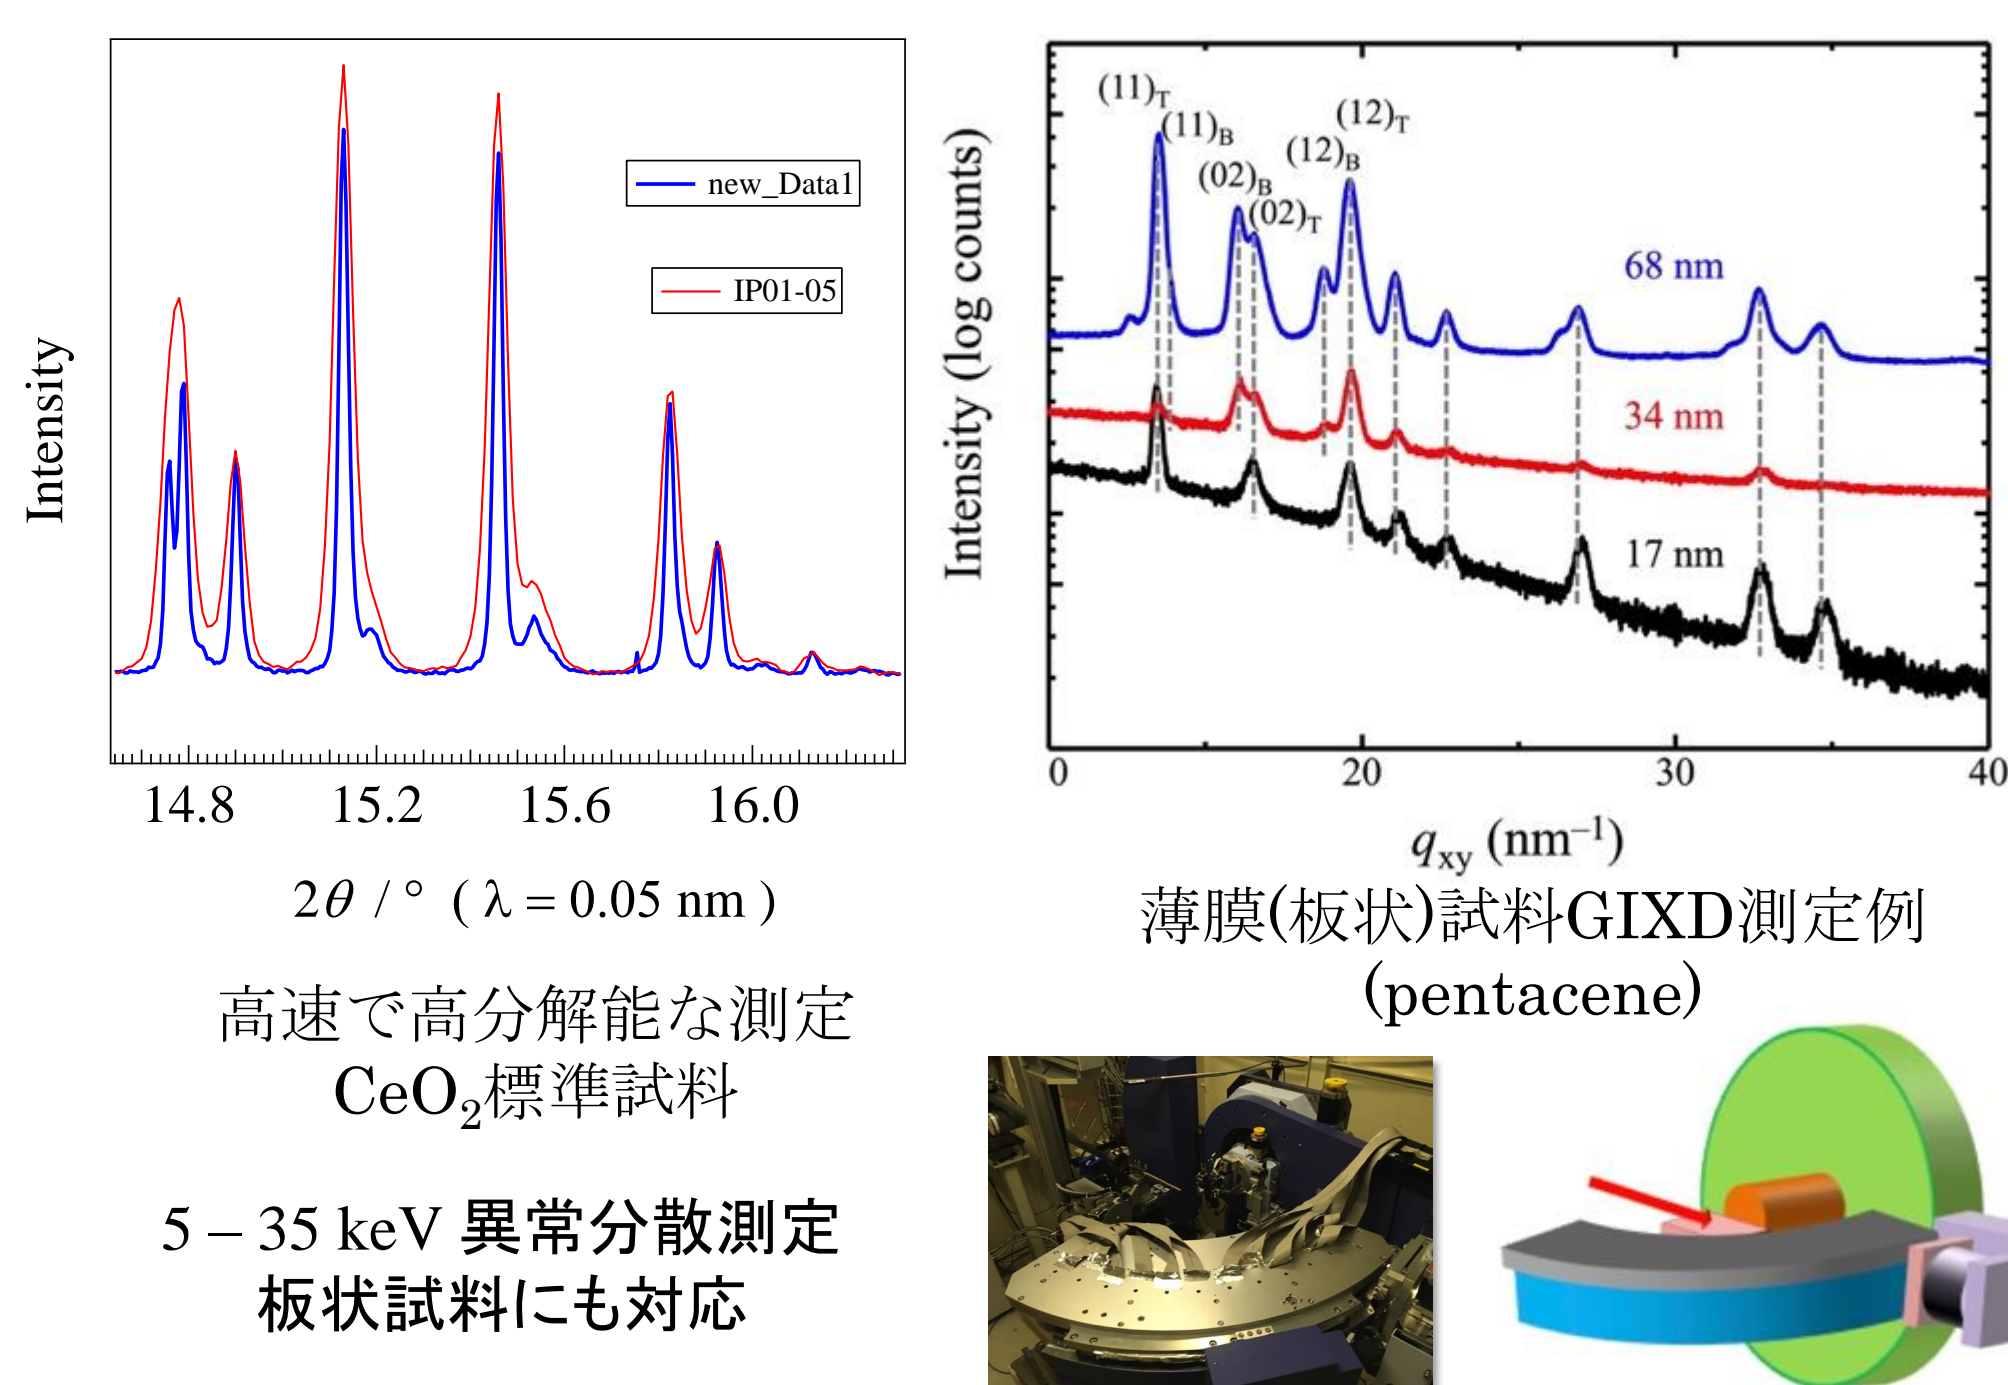 Intensity
new_Data1
IP01-05
14.8 15.2 15.6 16.0
2θ / ° ( λ = 0.05 nm )
高速で高分解能な測定
CeO₂標準試料
5 – 35 keV 異常分散測定
板状試料にも対応
Intensity (log counts)
(11)T
(11)B
(02)B
(02)T
(12)B
(12)T
68 nm
34 nm
17 nm
0 20 30 40
qxy (nm⁻¹)
薄膜(板状)試料GIXD測定例
(pentacene)